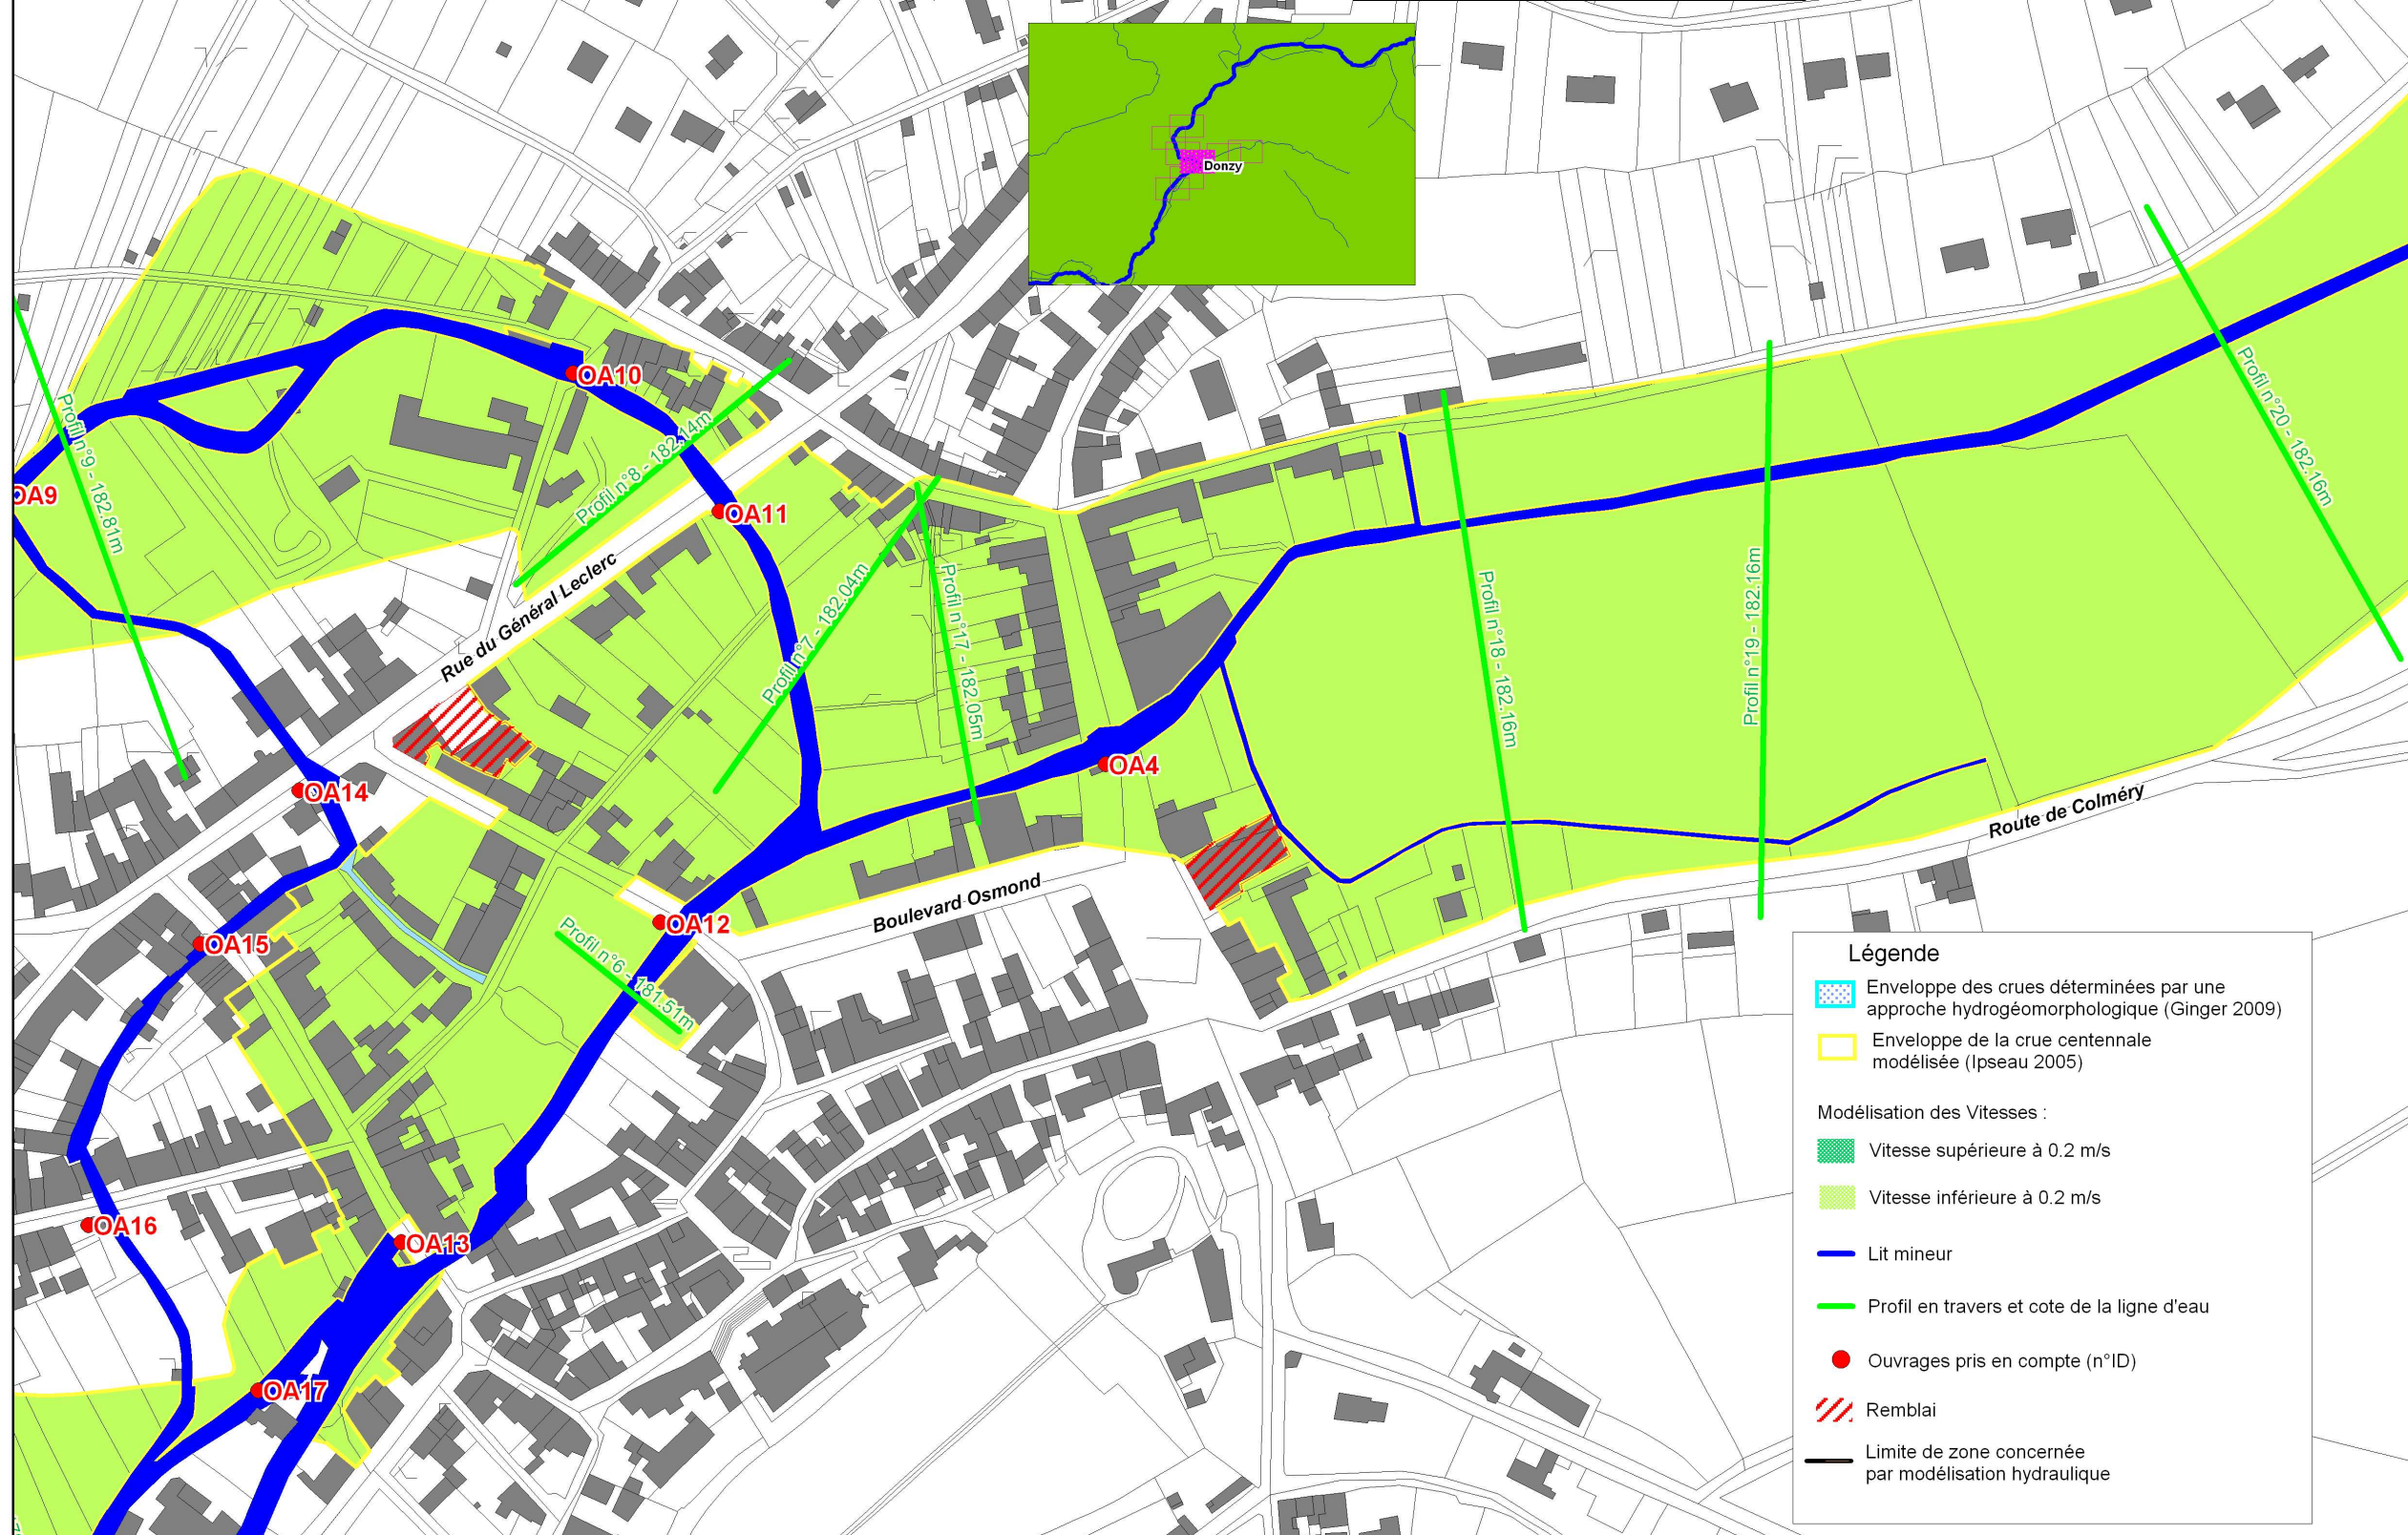 Donzy
Profil n°9 - 182.81m
OA9
OA10
Profil n°8 - 182.14m
OA11
Rue du Général Leclerc
Profil n°7 - 182.04m
Profil n°17 - 182.05m
Profil n°18 - 182.16m
Profil n°19 - 182.16m
Profil n°20 - 182.16m
OA14
OA4
Route de Colméry
Boulevard Osmond
OA12
OA15
Profil n°6 - 181.51m
OA16
OA13
OA17
Légende
Enveloppe des crues déterminées par une
approche hydrogéomorphologique (Ginger 2009)
Enveloppe de la crue centennale
modélisée (Ipseau 2005)
Modélisation des Vitesses :
Vitesse supérieure à 0.2 m/s
Vitesse inférieure à 0.2 m/s
Lit mineur
Profil en travers et cote de la ligne d'eau
Ouvrages pris en compte (n°ID)
Remblai
Limite de zone concernée
par modélisation hydraulique